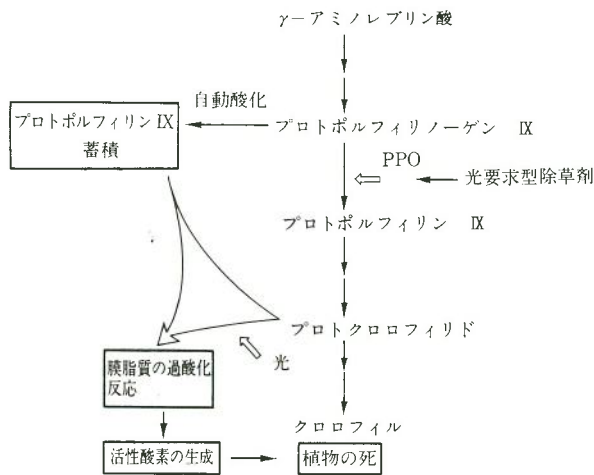 γ－アミノレブリン酸
自動酸化
プロトポルフィリンⅨ
蓄積
プロトポルフィリノーゲン Ⅸ
PPO
光要求型除草剤
プロトポルフィリン Ⅸ
プロトクロロフィリド
光
膜脂質の過酸化
反応
クロロフィル
活性酸素の生成
植物の死